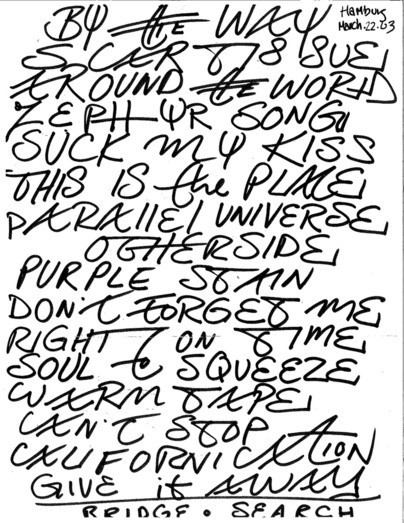 BY the WAY
Hamburg
March.22.03
SCAR TIS SUE
AROUND the WORLD
ZEPHYR SONG
SUCK MY KISS
THIS IS the PLACE
PARAllEl UNIVERSE
OTHERSIDE
PURPLE STAIN
DON'T FORGET ME
RIGHT ON TIME
SOUL to SQUEEZE
WARM TAPE
CAN'T STOP
CALIFORNICATION
GIVE it AWAY
BRIDGE • SEARCH